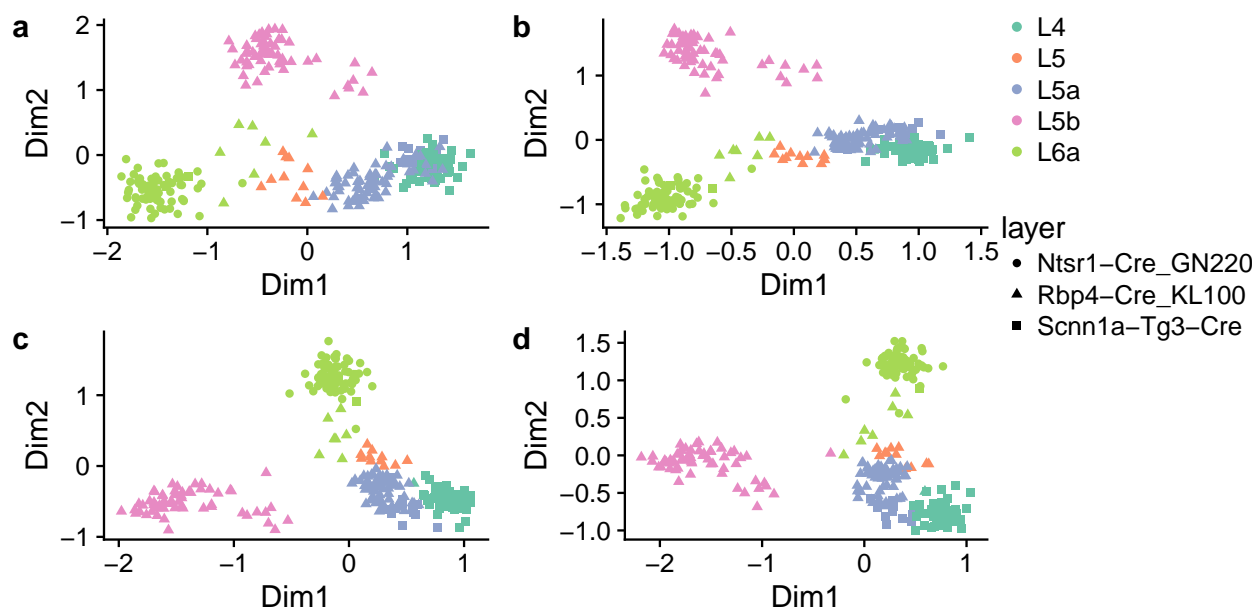 a
2
1
0
−1
Dim2
−2
−1
0
1
Dim1
b
1
0
−1
Dim2
−1.5
−1.0
−0.5
0.0
0.5
1.0
1.5
Dim1
L4
L5
L5a
L5b
L6a
layer
Ntsr1−Cre_GN220
Rbp4−Cre_KL100
Scnn1a−Tg3−Cre
c
1
0
−1
Dim2
−2
−1
0
1
Dim1
d
1.5
1.0
0.5
0.0
−0.5
−1.0
Dim2
−2
−1
0
1
Dim1